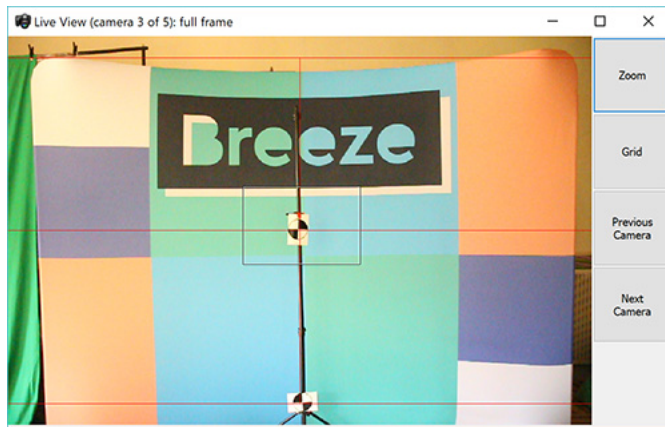 Live View (camera 3 of 5): full frame
Zoom
Grid
Previous
Camera
Next
Camera
Breeze